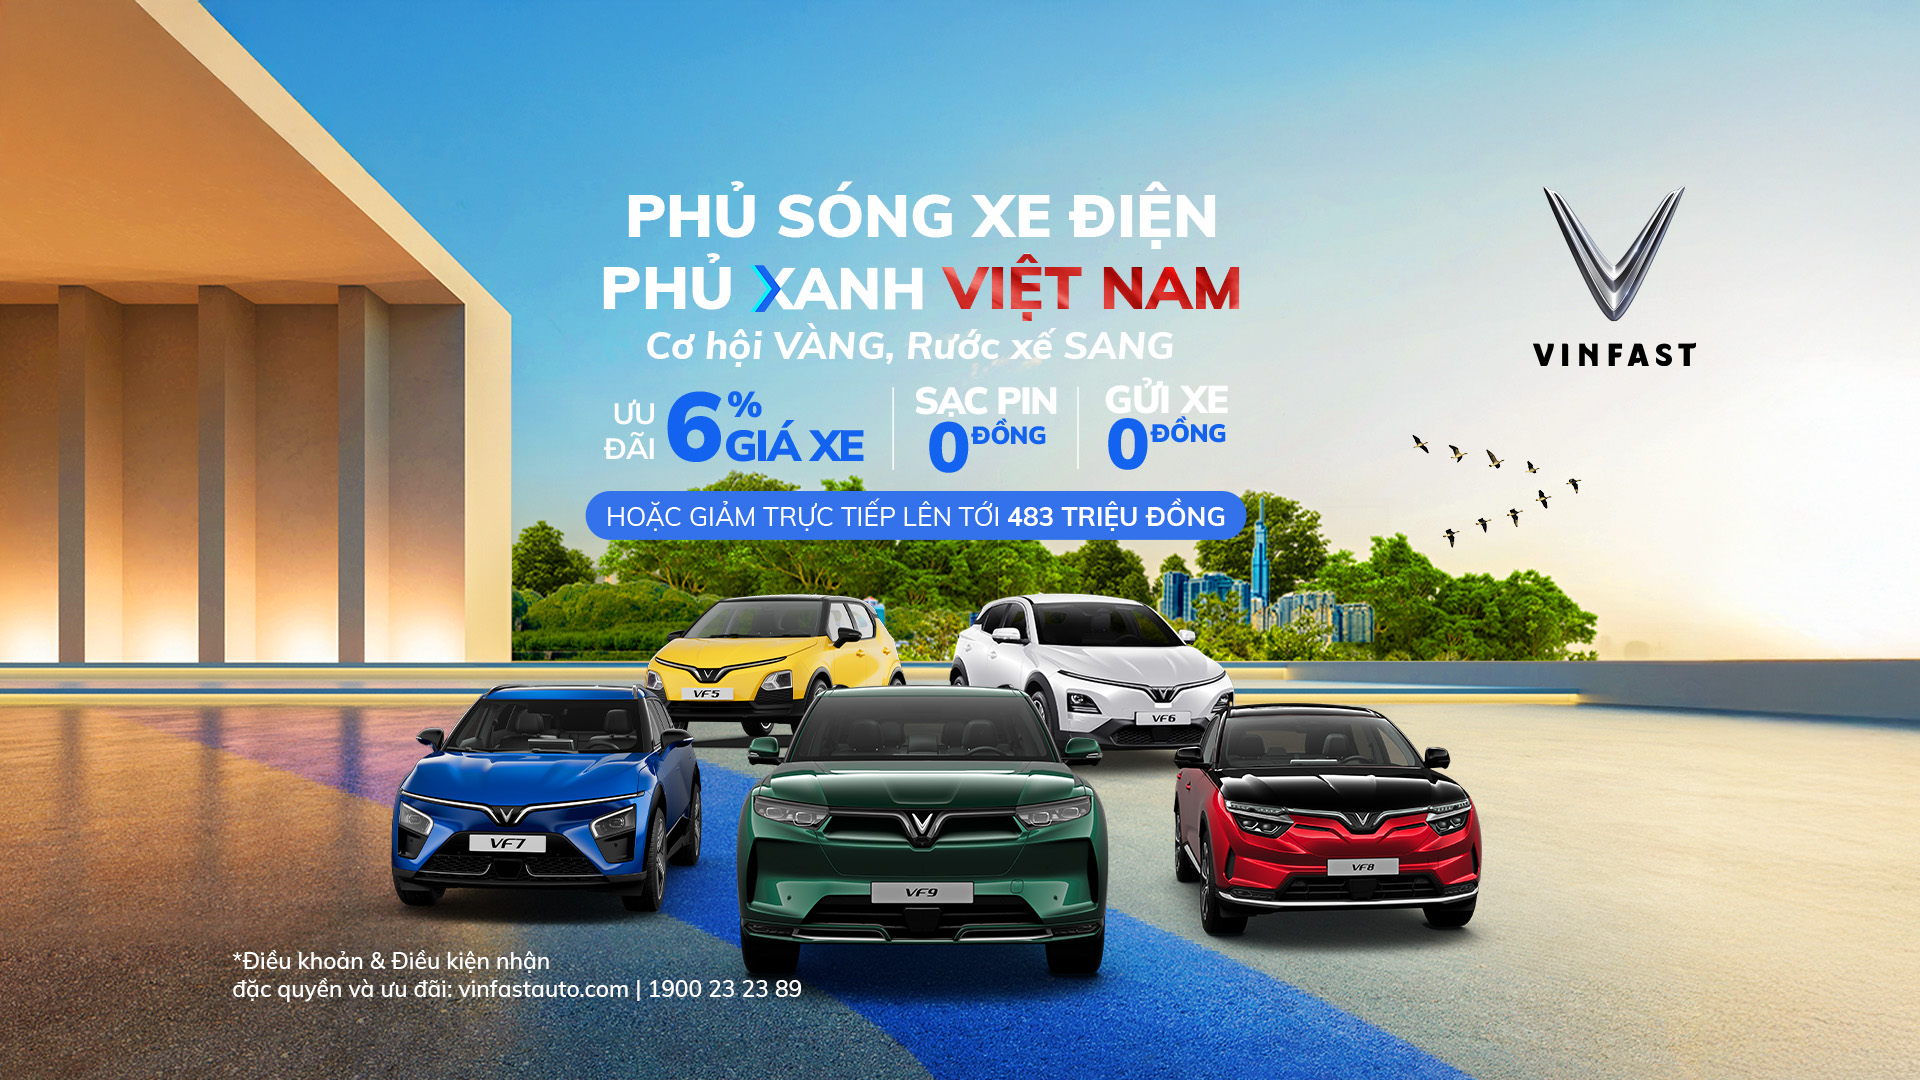 PHỦ SÓNG XE ĐIỆN
PHỦ XANH VIỆT NAM
Cơ hội VÀNG, Rước xế SANG
ƯU ĐÃI 6% GIÁ XE
SẠC PIN
0 ĐỒNG
GỬI XE
0 ĐỒNG
HOẶC GIẢM TRỰC TIẾP LÊN TỚI 483 TRIỆU ĐỒNG
VINFAST
VF5
VF6
VF7
VF9
VF8
*Điều khoản & Điều kiện nhận
đặc quyền và ưu đãi: vinfastauto.com | 1900 23 23 89